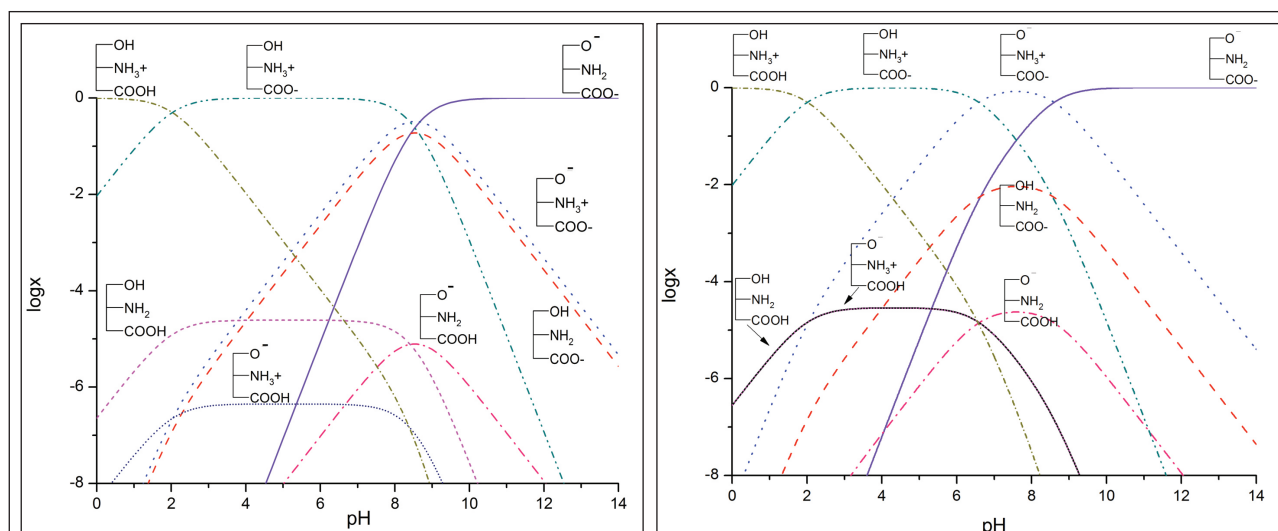 OH
NH3+
COOH
OH
NH3+
COO-
O-
NH2
COO-
0
-2
-4
-6
-8
logx
O-
NH3+
COO-
OH
NH2
COOH
O-
NH2
COOH
OH
NH2
COO-
O-
NH3+
COOH
0 2 4 6 8 10 12 14
pH
OH
NH3+
COOH
OH
NH3+
COO-
O-
NH3+
COO-
O-
NH2
COO-
0
-2
-4
-6
-8
logx
OH
NH2
COO-
O-
NH3+
COOH
OH
NH2
COOH
O-
NH2
COOH
0 2 4 6 8 10 12 14
pH